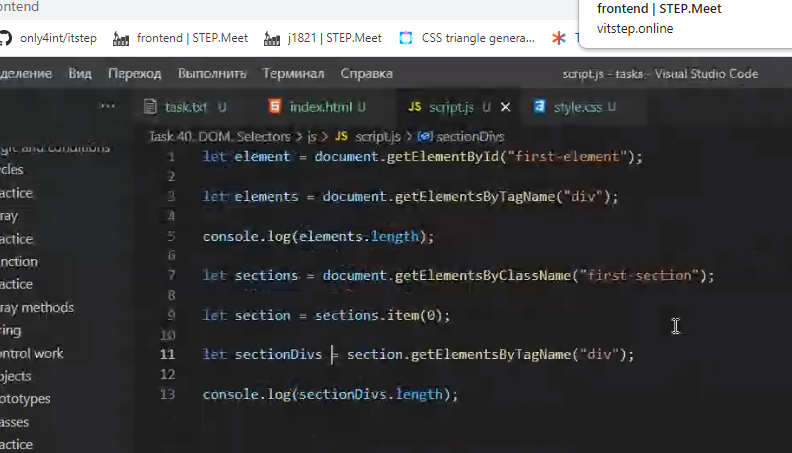 ontend
frontend | STEP.Meet
vitstep.online
only4int/itstep
frontend | STEP.Meet
j1821 | STEP.Meet
CSS triangle genera...
деление Вид Переход Выполнить Терминал Справка
script.js - tasks - Visual Studio Code
... task.txt U index.html U JS script.js U × style.css U
Task 40. DOM. Selectors > js > JS script.js > sectionDivs
gic and conditions
cles
actice
ray
actice
nction
actice
ray methods
ring
ontrol work
bjects
ototypes
asses
actice
1 let element = document.getElementById("first-element");
2
3 let elements = document.getElementsByTagName("div");
4
5 console.log(elements.length);
6
7 let sections = document.getElementsByClassName("first-section");
8
9 let section = sections.item(0);
10
11 let sectionDivs = section.getElementsByTagName("div");
12
13 console.log(sectionDivs.length);